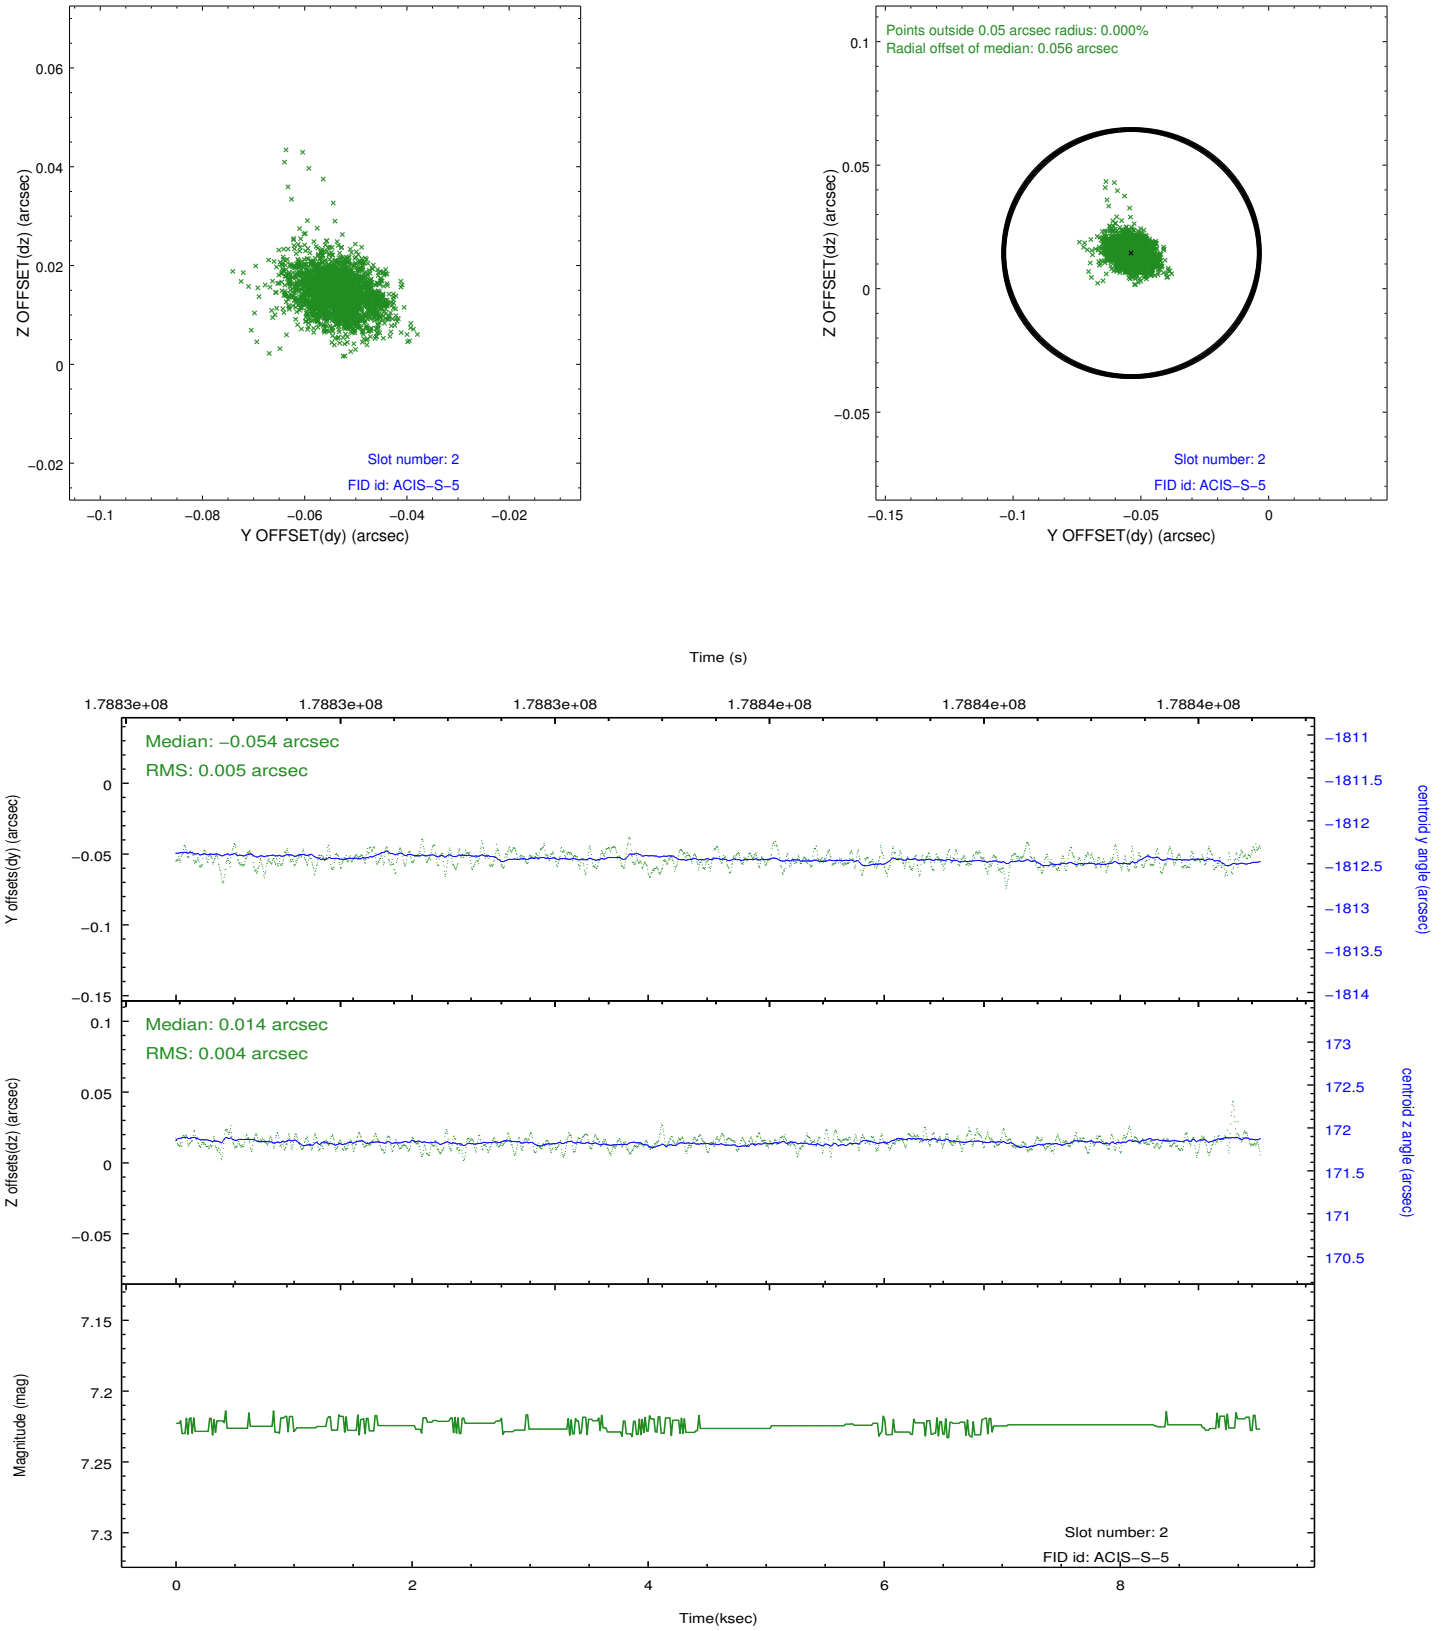 0.06
0.04
0.02
0
−0.02
Z OFFSET(dz) (arcsec)
Slot number: 2
FID id: ACIS−S−5
−0.1
−0.08
−0.06
−0.04
−0.02
Y OFFSET(dy) (arcsec)
Points outside 0.05 arcsec radius: 0.000%
Radial offset of median: 0.056 arcsec
0.1
0.05
0
−0.05
Z OFFSET(dz) (arcsec)
Slot number: 2
FID id: ACIS−S−5
−0.15
−0.1
−0.05
0
Y OFFSET(dy) (arcsec)
Time (s)
1.7883e+08
1.7883e+08
1.7883e+08
1.7884e+08
1.7884e+08
1.7884e+08
Median: −0.054 arcsec
RMS: 0.005 arcsec
0
−0.05
−0.1
−0.15
Y offsets(dy) (arcsec)
−1811
−1811.5
−1812
−1812.5
−1813
−1813.5
−1814
centroid y angle (arcsec)
Median: 0.014 arcsec
RMS: 0.004 arcsec
0.1
0.05
0
−0.05
Z offsets(dz) (arcsec)
173
172.5
172
171.5
171
170.5
centroid z angle (arcsec)
7.15
7.2
7.25
7.3
Magnitude (mag)
Slot number: 2
FID id: ACIS−S−5
0
2
4
6
8
Time(ksec)